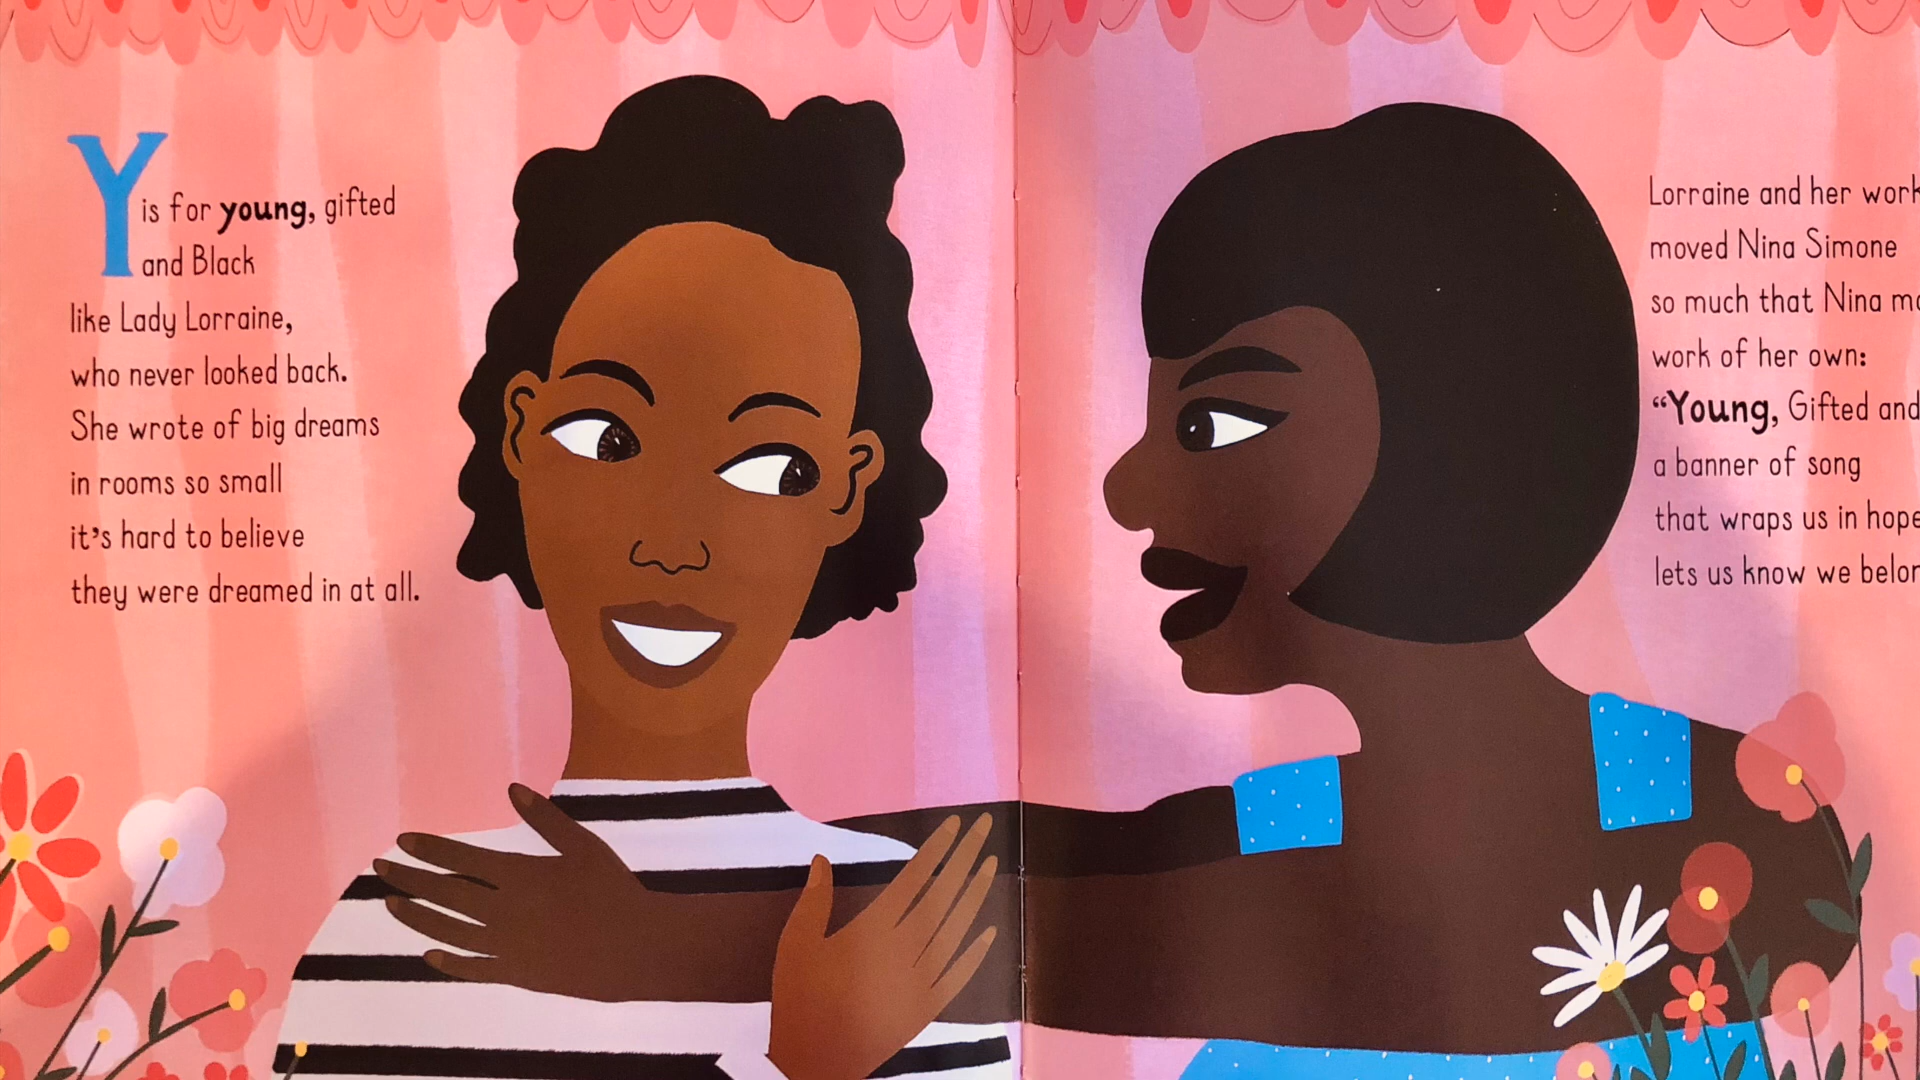 Y is for young, gifted
and Black
like Lady Lorraine,
who never looked back.
She wrote of big dreams
in rooms so small
it's hard to believe
they were dreamed in at all.
Lorraine and her work
moved Nina Simone
so much that Nina
work of her own:
“Young, Gifted and
a banner of song
that wraps us in hope
lets us know we